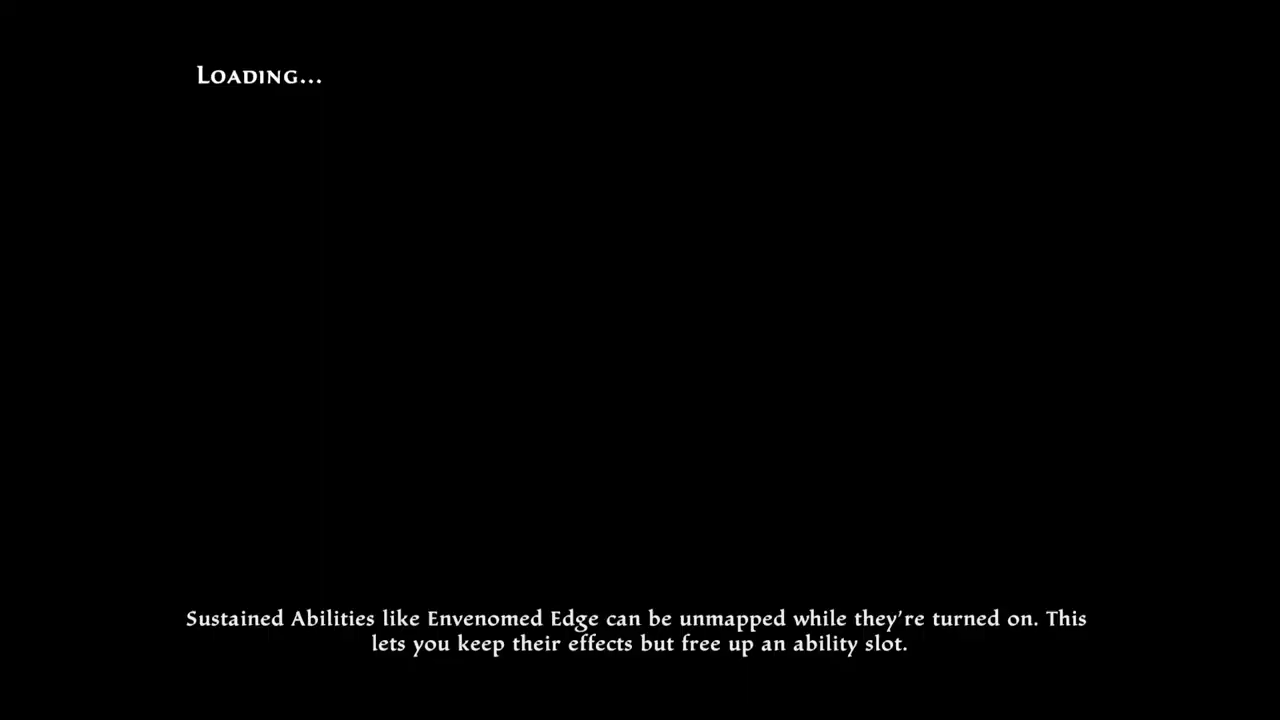 Loading...
Sustained Abilities like Envenomed Edge can be unmapped while they're turned on. This
lets you keep their effects but free up an ability slot.